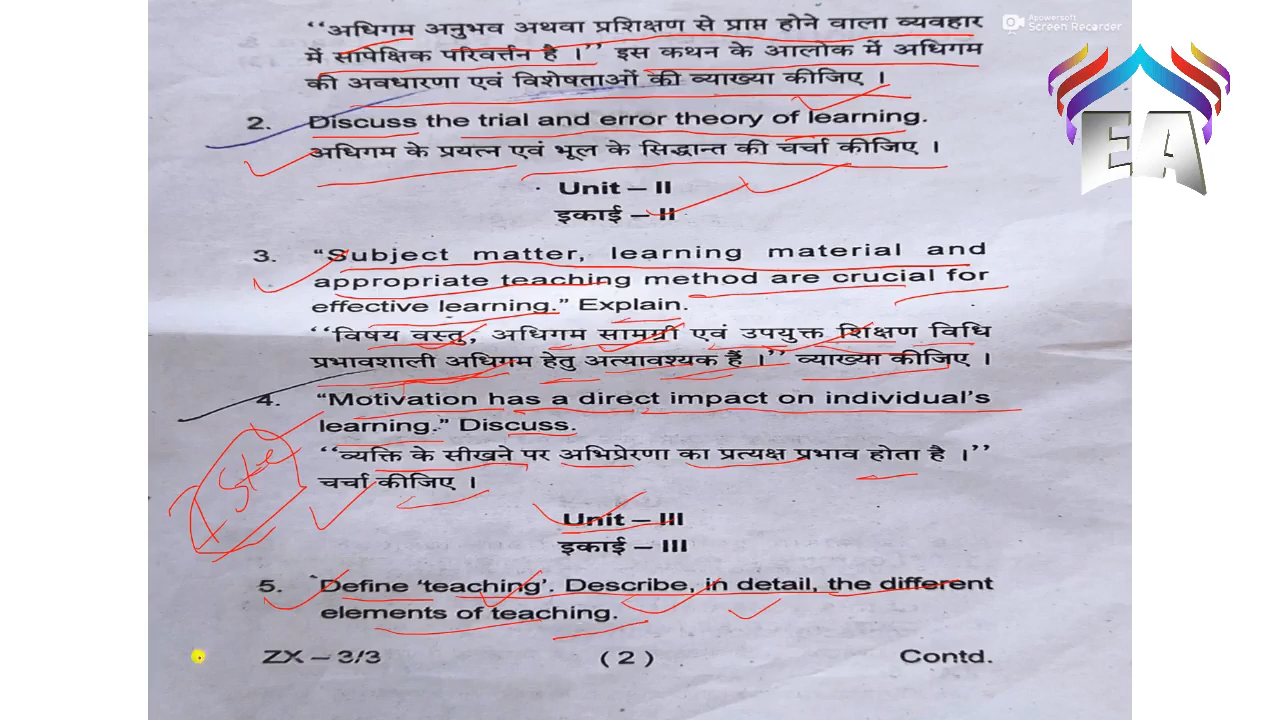 Apowersoft
Screen Recorder
‘‘अधिगम अनुभव अथवा प्रशिक्षण से प्राप्त होने वाला व्यवहार
में सापेक्षिक परिवर्त्तन है ।’’ इस कथन के आलोक में अधिगम
की अवधारणा एवं विशेषताओं की व्याख्या कीजिए ।
EA
2. Discuss the trial and error theory of learning.
अधिगम के प्रयत्न एवं भूल के सिद्धान्त की चर्चा कीजिए ।
Unit – II
इकाई – II
3. “Subject matter, learning material and
appropriate teaching method are crucial for
effective learning.” Explain.
‘‘विषय वस्तु, अधिगम सामग्री एवं उपयुक्त शिक्षण विधि
प्रभावशाली अधिगम हेतु अत्यावश्यक हैं ।’’ व्याख्या कीजिए ।
4. “Motivation has a direct impact on individual’s
learning.” Discuss.
‘‘व्यक्ति के सीखने पर अभिप्रेरणा का प्रत्यक्ष प्रभाव होता है ।’’
चर्चा कीजिए ।
Unit – III
इकाई – III
5. Define ‘teaching’. Describe, in detail, the different
elements of teaching.
ZX – 3/3 ( 2 ) Contd.